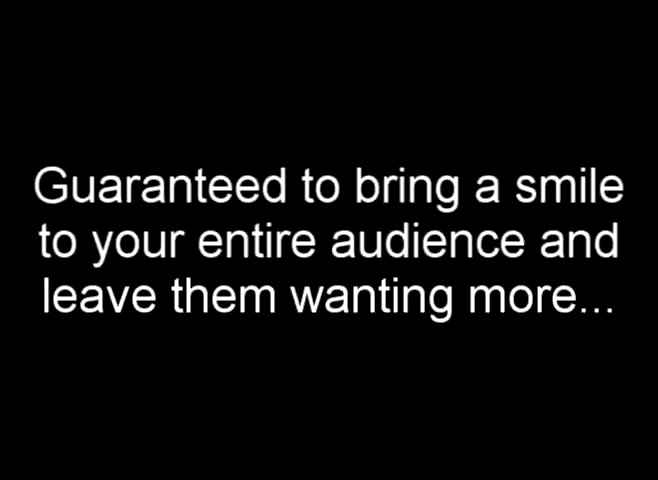 Guaranteed to bring a smile
to your entire audience and
leave them wanting more...